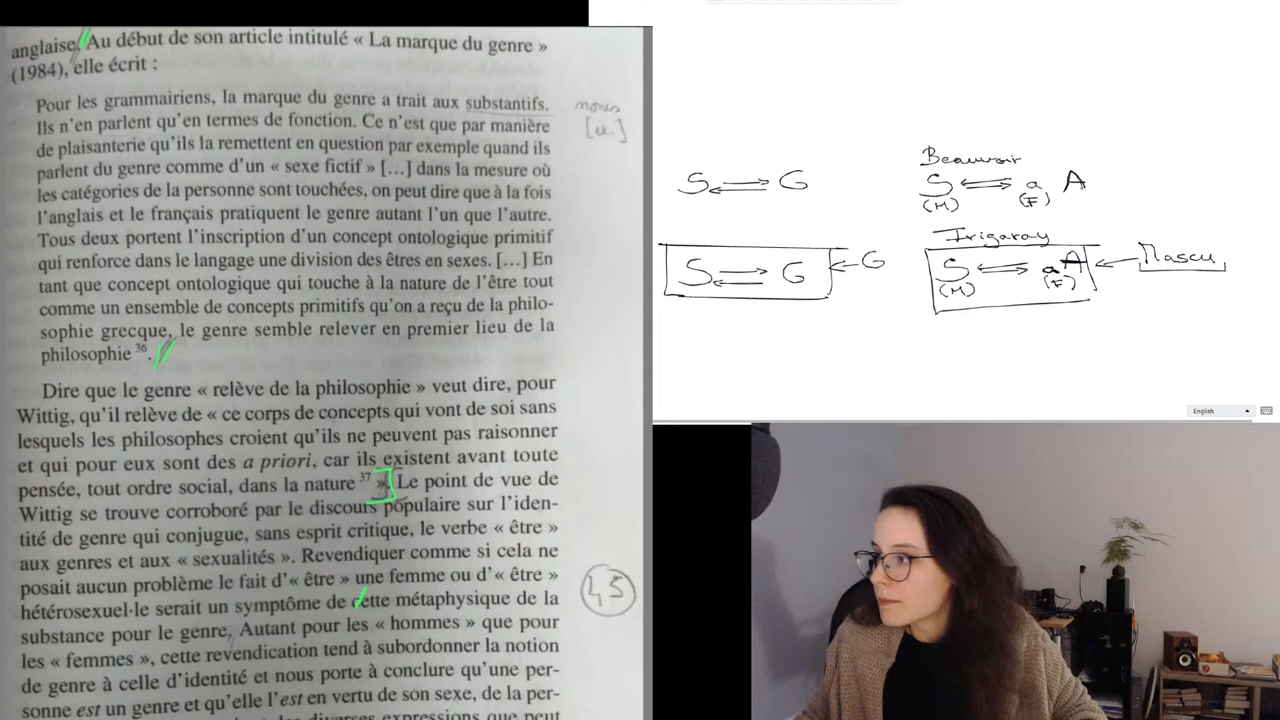 anglaise. Au début de son article intitulé « La marque du genre »
(1984), elle écrit :
Pour les grammairiens, la marque du genre a trait aux substantifs.
Ils n'en parlent qu'en termes de fonction. Ce n'est que par manière
de plaisanterie qu'ils la remettent en question par exemple quand ils
parlent du genre comme d'un « sexe fictif » [...] dans la mesure où
les catégories de la personne sont touchées, on peut dire que à la fois
l'anglais et le français pratiquent le genre autant l'un que l'autre.
Tous deux portent l'inscription d'un concept ontologique primitif
qui renforce dans le langage une division des êtres en sexes. [...] En
tant que concept ontologique qui touche à la nature de l'être tout
comme un ensemble de concepts primitifs qu'on a reçu de la philo-
sophie grecque, le genre semble relever en premier lieu de la
philosophie 36.
Dire que le genre « relève de la philosophie » veut dire, pour
Wittig, qu'il relève de « ce corps de concepts qui vont de soi sans
lesquels les philosophes croient qu'ils ne peuvent pas raisonner
et qui pour eux sont des a priori, car ils existent avant toute
pensée, tout ordre social, dans la nature 37 ». Le point de vue de
Wittig se trouve corroboré par le discours populaire sur l'iden-
tité de genre qui conjugue, sans esprit critique, le verbe « être »
aux genres et aux « sexualités ». Revendiquer comme si cela ne
posait aucun problème le fait d'« être » une femme ou d'« être »
hétérosexuel·le serait un symptôme de cette métaphysique de la
substance pour le genre. Autant pour les « hommes » que pour
les « femmes », cette revendication tend à subordonner la notion
de genre à celle d'identité et nous porte à conclure qu'une per-
sonne est un genre et qu'elle l'est en vertu de son sexe, de la per-
45
S G
S G G
Beauvoir
S a A
(M) (F)
Irigaray
S a A Mascu.
(M) (F)
English